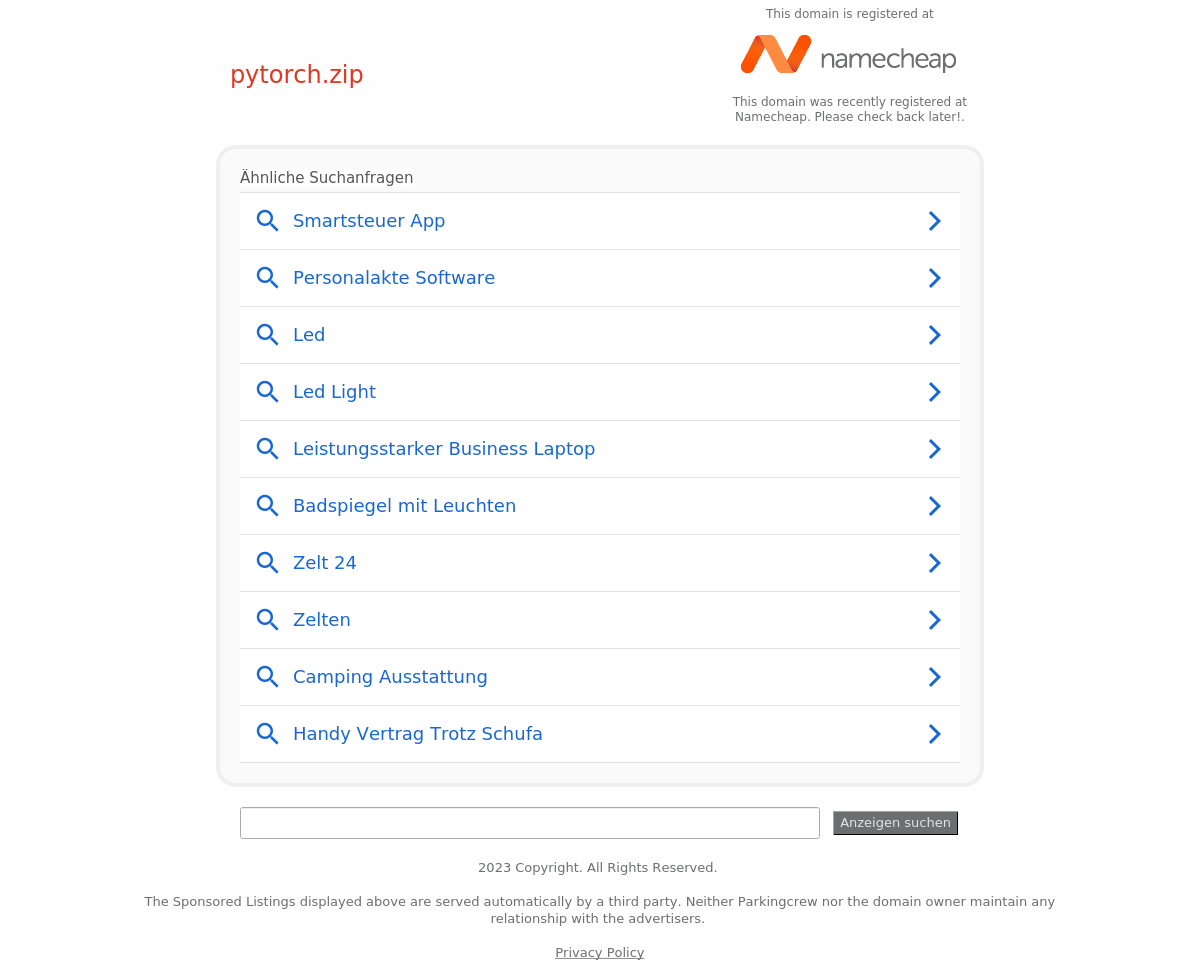 This domain is registered at
namecheap
pytorch.zip
This domain was recently registered at
Namecheap. Please check back later!.
Ähnliche Suchanfragen
Smartsteuer App
Personalakte Software
Led
Led Light
Leistungsstarker Business Laptop
Badspiegel mit Leuchten
Zelt 24
Zelten
Camping Ausstattung
Handy Vertrag Trotz Schufa
Anzeigen suchen
2023 Copyright. All Rights Reserved.
The Sponsored Listings displayed above are served automatically by a third party. Neither Parkingcrew nor the domain owner maintain any
relationship with the advertisers.
Privacy Policy